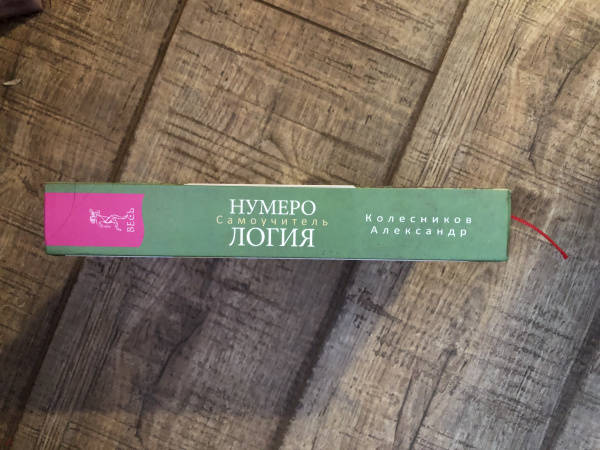 ВЕСЬ
НУМЕРО
Самоучитель
ЛОГИЯ
Колесников
Александр